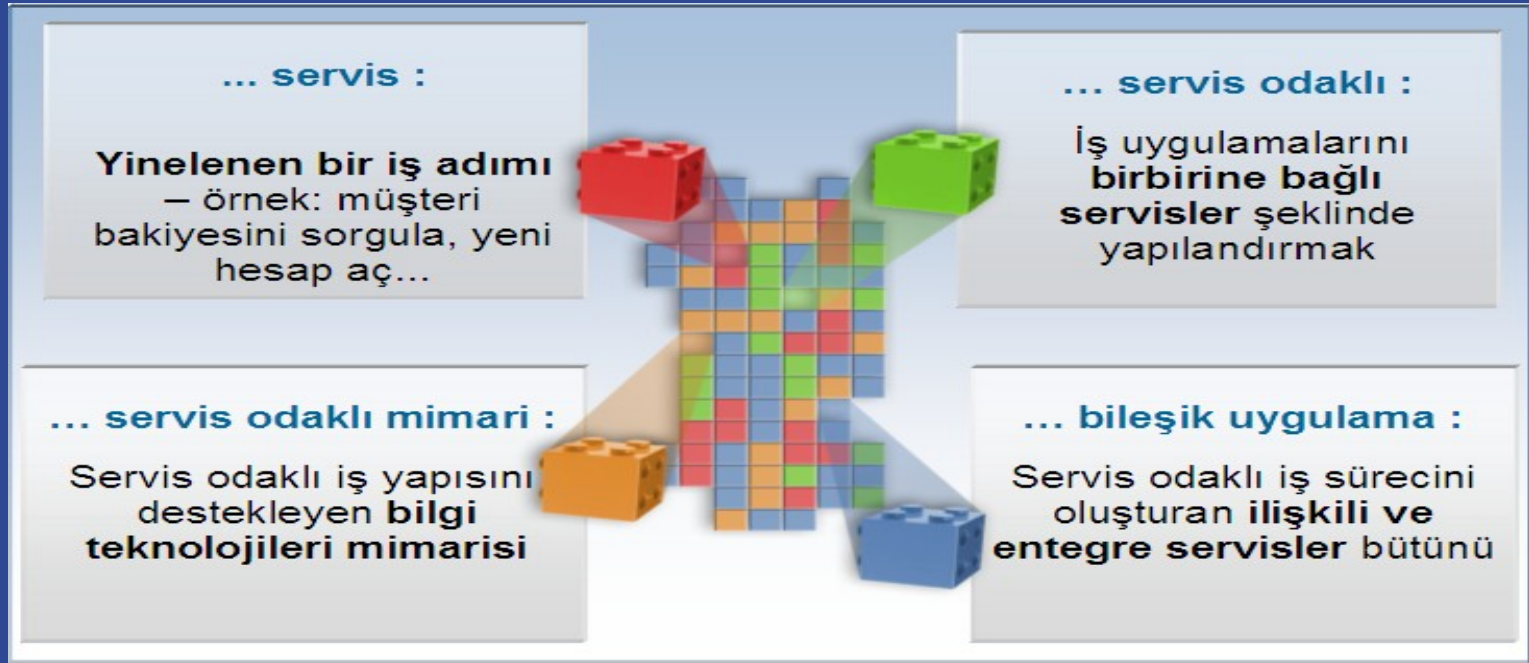 ... servis :
Yinelenen bir iş adımı
– örnek: müşteri
bakiyesini sorgula, yeni
hesap aç...
... servis odaklı :
İş uygulamalarını
birbirine bağlı
servisler şeklinde
yapılandırmak
... servis odaklı mimari :
Servis odaklı iş yapısını
destekleyen bilgi
teknolojileri mimarisi
... bileşik uygulama :
Servis odaklı iş sürecini
oluşturan ilişkili ve
entegre servisler bütünü